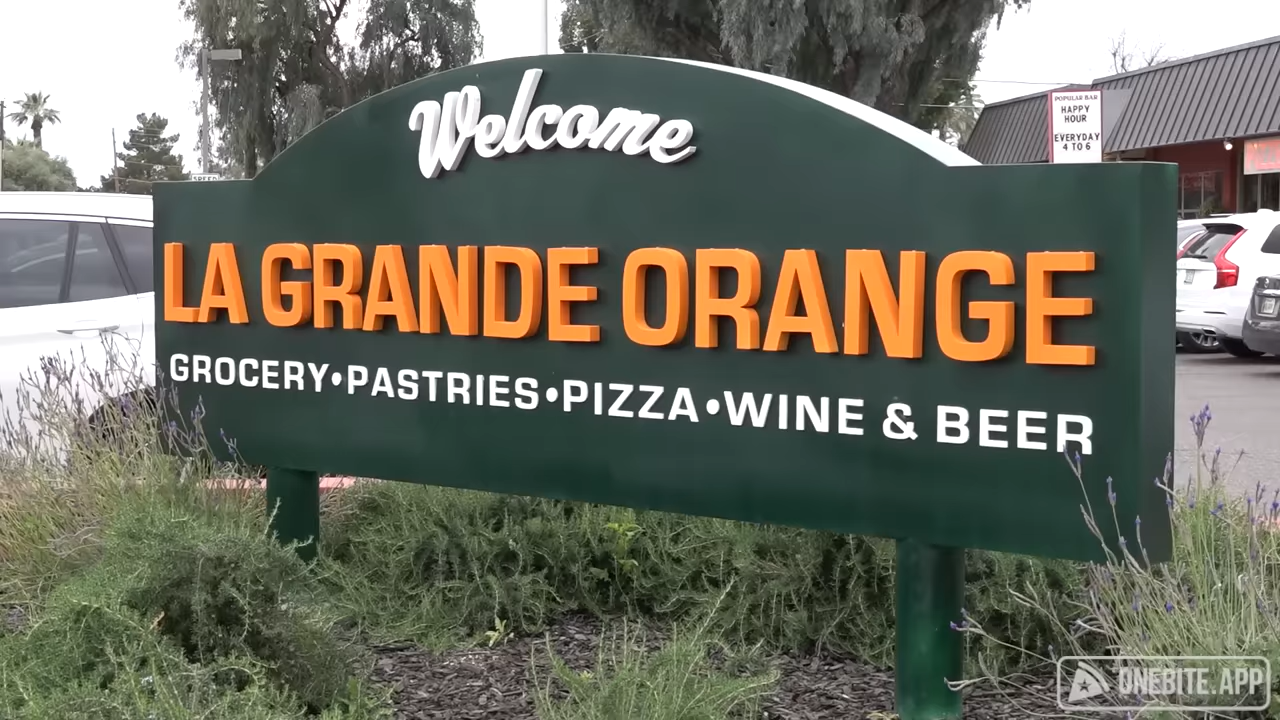 Welcome
LA GRANDE ORANGE
GROCERY•PASTRIES•PIZZA•WINE & BEER
POPULAR BAR
HAPPY
HOUR
EVERYDAY
4 TO 6
SPEED
ONEBITE.APP